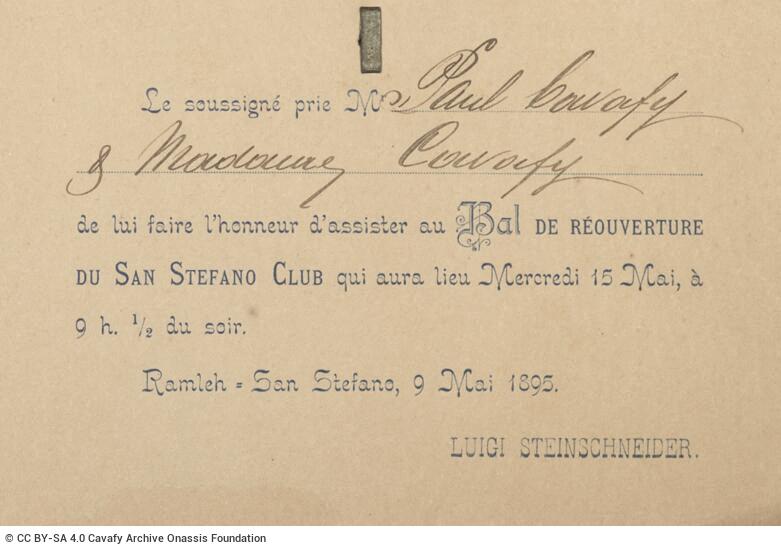 Le soussigné prie Mrs Paul Cavafy
& Madame Cavafy
de lui faire l'honneur d'assister au Bal DE RÉOUVERTURE
DU SAN STEFANO CLUB qui aura lieu Mercredi 15 Mai, à
9 h. 1/2 du soir.
Ramleh = San Stefano, 9 Mai 1895.
LUIGI STEINSCHNEIDER.
© CC BY-SA 4.0 Cavafy Archive Onassis Foundation